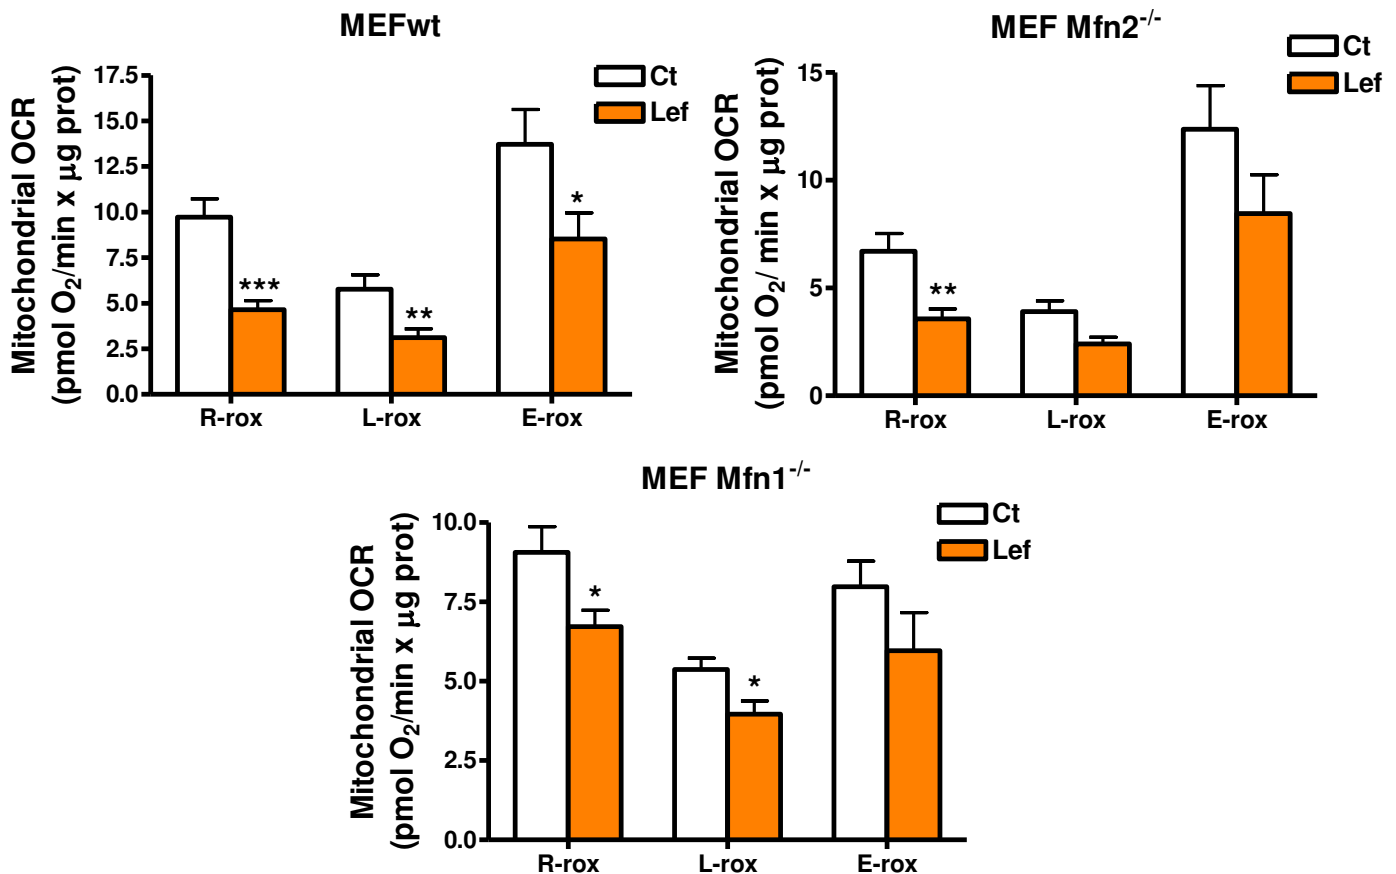 MEFwt
Mitochondrial OCR
(pmol O₂/min x μg prot)
17.5
15.0
12.5
10.0
7.5
5.0
2.5
0.0
Ct
Lef
***
**
*
R-rox
L-rox
E-rox
MEF Mfn2⁻/⁻
Mitochondrial OCR
(pmol O₂/ min x μg prot)
15
10
5
0
Ct
Lef
**
R-rox
L-rox
E-rox
MEF Mfn1⁻/⁻
Mitochondrial OCR
(pmol O₂/min x μg prot)
10.0
7.5
5.0
2.5
0.0
Ct
Lef
*
*
R-rox
L-rox
E-rox